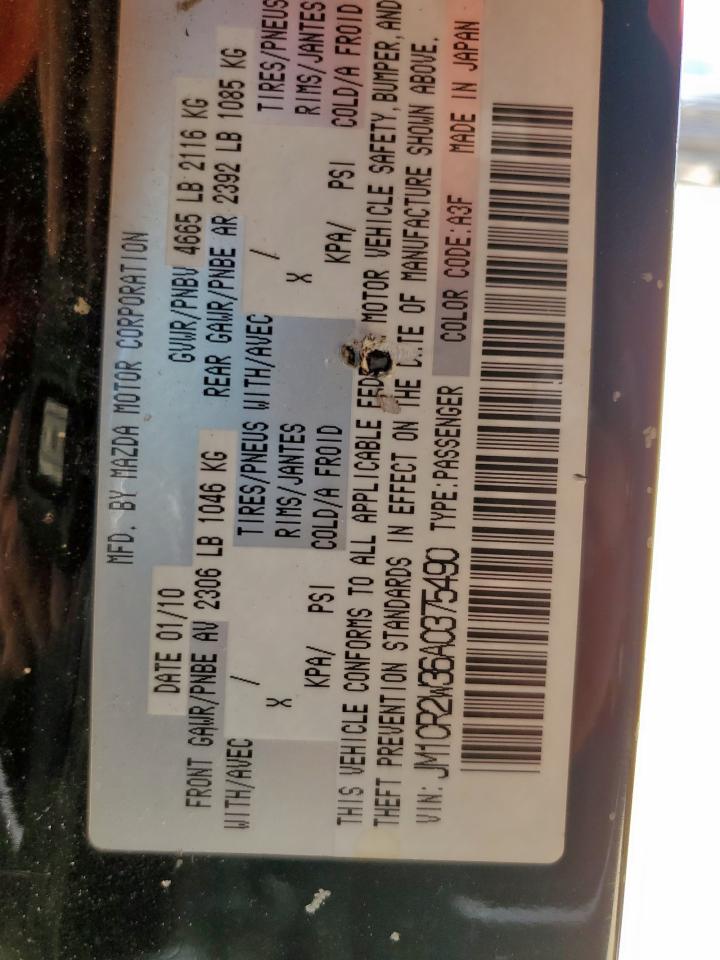 MFD. BY MAZDA MOTOR CORPORATION
DATE 01/10 GVWR/PNBV 4665 LB 2116 KG
FRONT GAWR/PNBE AV 2306 LB 1046 KG REAR GAWR/PNBE AR 2392 LB 1085 KG
WITH/AVEC / TIRES/PNEUS WITH/AVEC / TIRES/PNEUS
X RIMS/JANTES X RIMS/JANTES
KPA/ PSI COLD/A FROID KPA/ PSI COLD/A FROID
THIS VEHICLE CONFORMS TO ALL APPLICABLE MOTOR VEHICLE SAFETY, BUMPER, AND
THEFT PREVENTION STANDARDS IN EFFECT ON THE DATE OF MANUFACTURE SHOWN ABOVE.
VIN: JM1CR2W36A0375490 TYPE:PASSENGER COLOR CODE:A3F MADE IN JAPAN